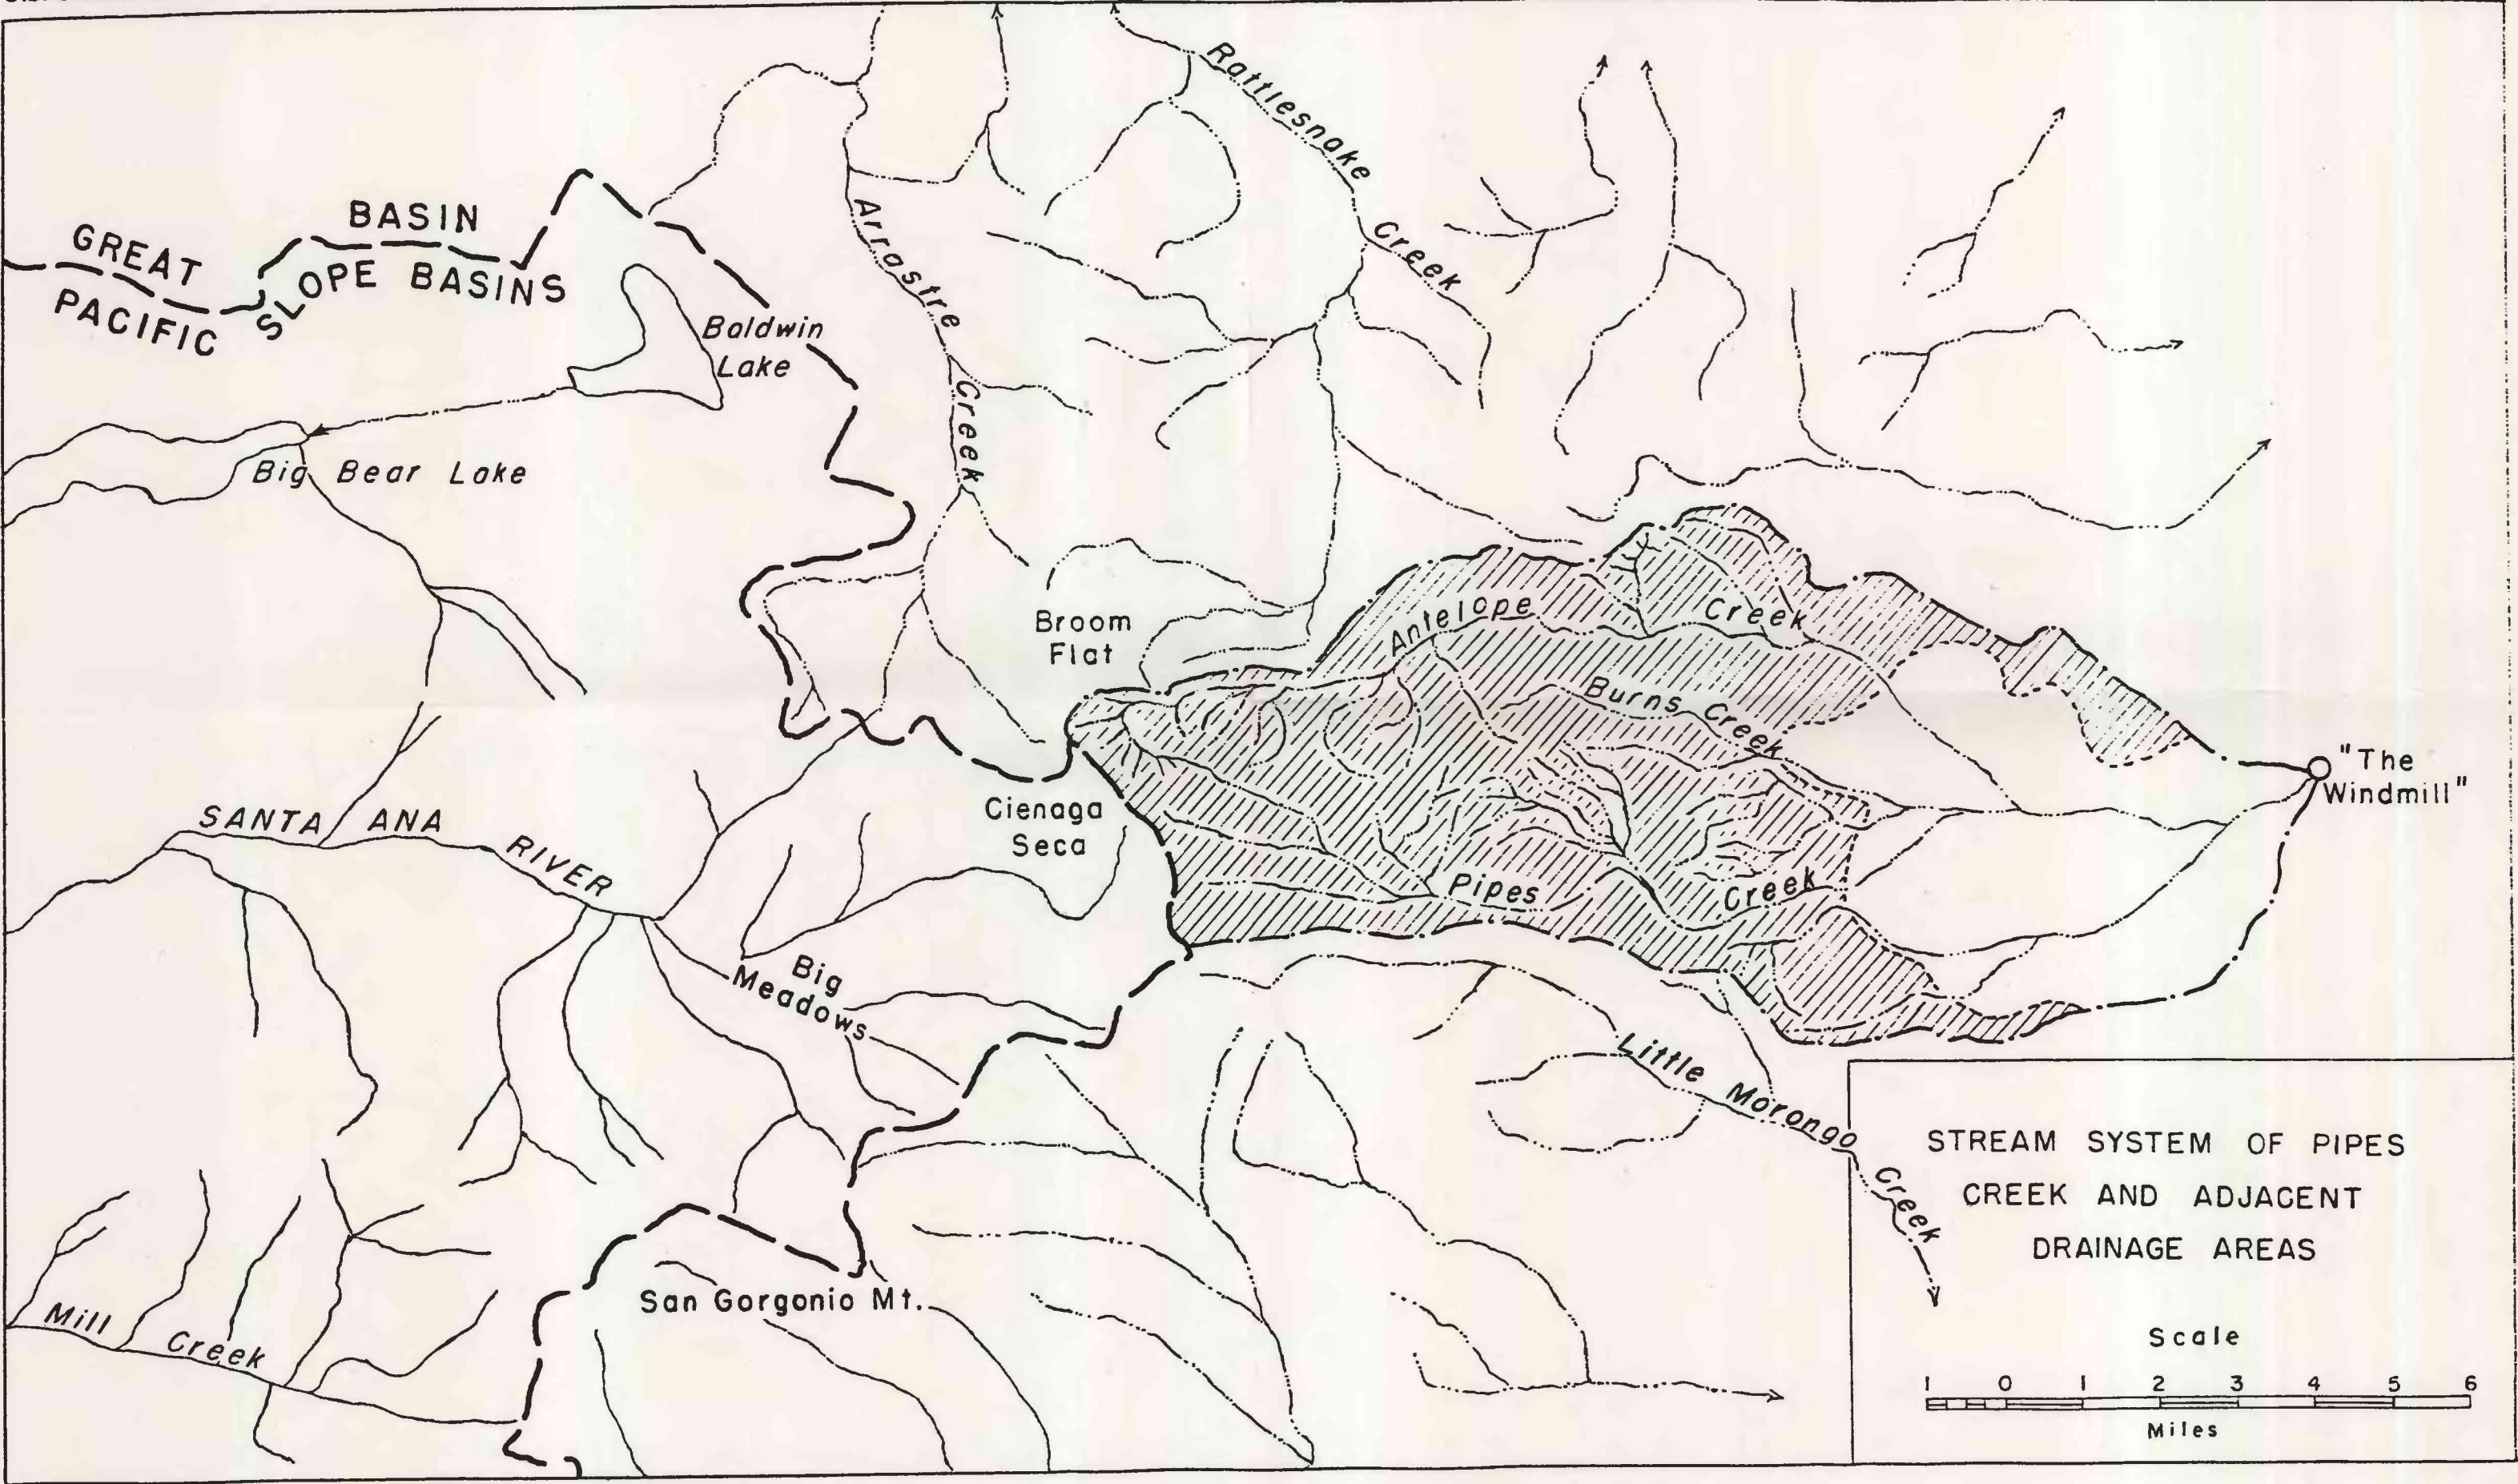 Rattlesnake
Creek
GREAT BASIN
PACIFIC SLOPE BASINS
Arrastre
Creek
Baldwin
Lake
Big Bear Lake
Broom
Flat
Antelope Creek
Burns Creek
"The
Windmill"
Cienaga
Seca
SANTA ANA RIVER
Pipes Creek
Big
Meadows
Little Morongo
Creek
San Gorgonio Mt.
Mill Creek
STREAM SYSTEM OF PIPES
CREEK AND ADJACENT
DRAINAGE AREAS
Scale
1 0 1 2 3 4 5 6
Miles